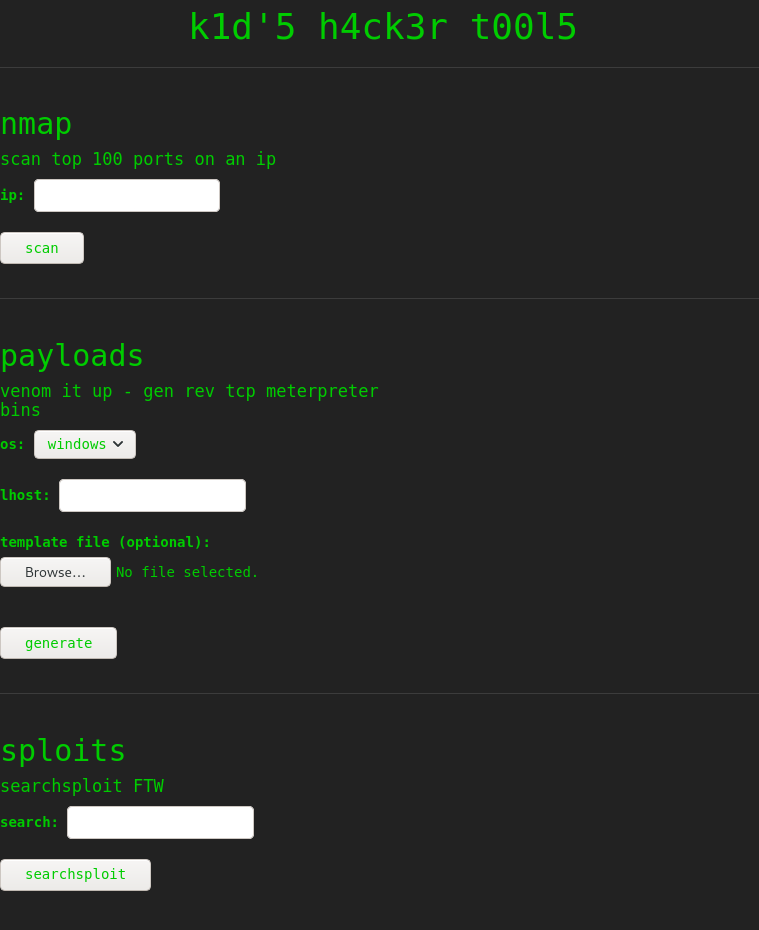 k1d'5 h4ck3r t00l5
nmap
scan top 100 ports on an ip
ip:
scan
payloads
venom it up - gen rev tcp meterpreter
bins
os: windows
lhost:
template file (optional):
Browse... No file selected.
generate
sploits
searchsploit FTW
search:
searchsploit